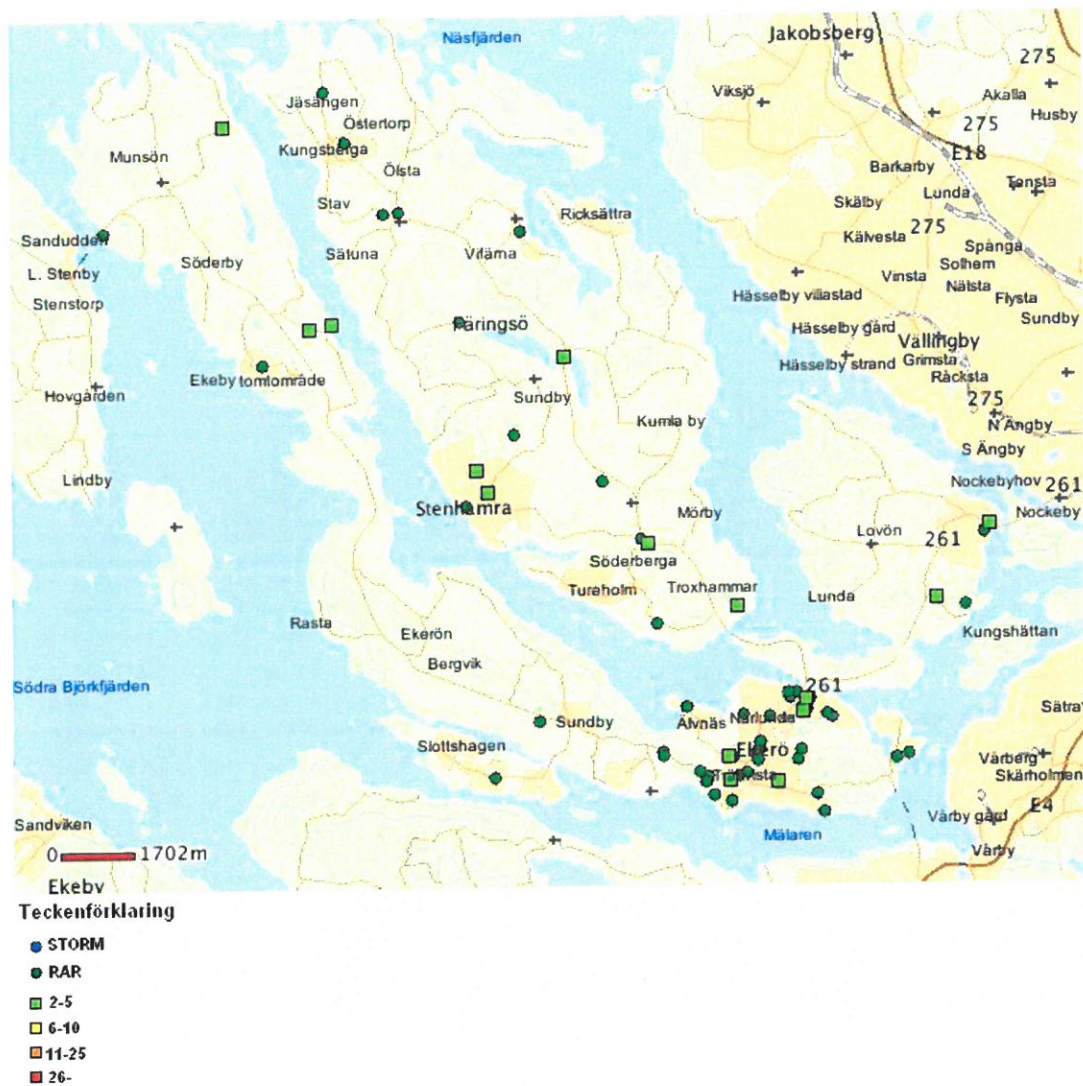 Näsfjärden
Jakobsberg
275
Viksjö
Akalla
Husby
Jäsängen
Östertorp
275
Kungsberga
E18
Munsön
Barkarby
Ölsta
Lunda
Tensta
Stav
Skälby
Ricksättra
Sandudden
Kälvesta
275
Spånga
Sätuna
Söderby
Solhem
L. Stenby
Vinsta
Nälsta
Stenstorp
Hässelby villastad
Flysta
Sundby
Färingsö
Hässelby gård
Vällingby
Hässelby strand
Grimsta
Råcksta
Ekeby tomtområde
Hovgården
Sundby
275
Kumla by
N Ängby
S Ängby
Lindby
Nockebyhov
261
Stenhamra
Mörby
Nockeby
Lovön
261
Söderberga
Tureholm
Troxhammar
Lunda
Rasta
Ekerön
Kungshättan
Bergvik
Södra Björkfjärden
261
Sundby
Älvnäs
Närlunda
Sätra
Slottshagen
Ekerö
Vårberg
Träkvista
Skärholmen
E4
Sandviken
Vårby gård
Mälaren
Vårby
0 1702m
Ekeby
Teckenförklaring
STORM
RAR
2-5
6-10
11-25
26-